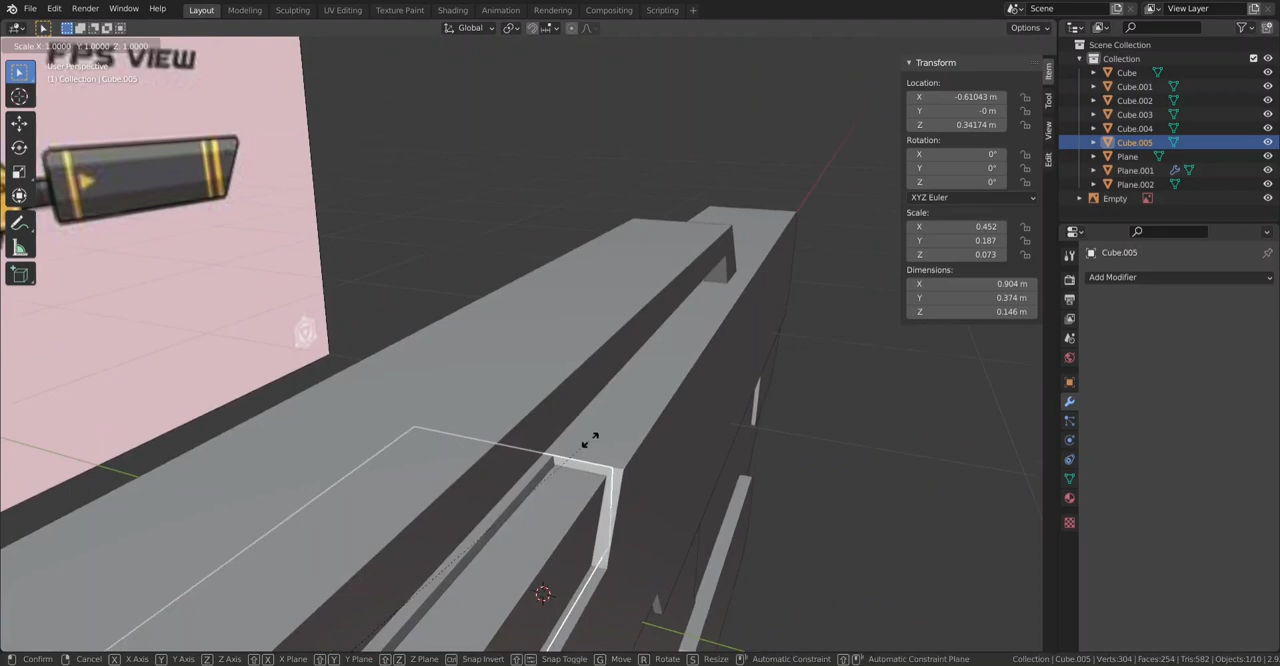 File Edit Render Window Help
Layout Modeling Sculpting UV Editing Texture Paint Shading Animation Rendering Compositing Scripting +
Scene
View Layer
Global
Options
Scale X: 1.0000 Y: 1.0000 Z: 1.0000
FPS VIEW
User Perspective
(1) Collection | Cube.005
Transform
Location:
X -0.61043 m
Y -0 m
Z 0.34174 m
Rotation:
X 0°
Y 0°
Z 0°
XYZ Euler
Scale:
X 0.452
Y 0.187
Z 0.073
Dimensions:
X 0.904 m
Y 0.374 m
Z 0.146 m
Item
Tool
View
Edit
Scene Collection
Collection
Cube
Cube.001
Cube.002
Cube.003
Cube.004
Cube.005
Plane
Plane.001
Plane.002
Empty
Cube.005
Add Modifier
Confirm Cancel X X Axis Y Y Axis Z Z Axis X X Plane Y Y Plane Z Z Plane Ctrl Snap Invert Snap Toggle G Move R Rotate S Resize Automatic Constraint Automatic Constraint Plane
Collection | Cube.005 | Verts:304 | Faces:254 | Tris:582 | Objects:1/10 | 2.9